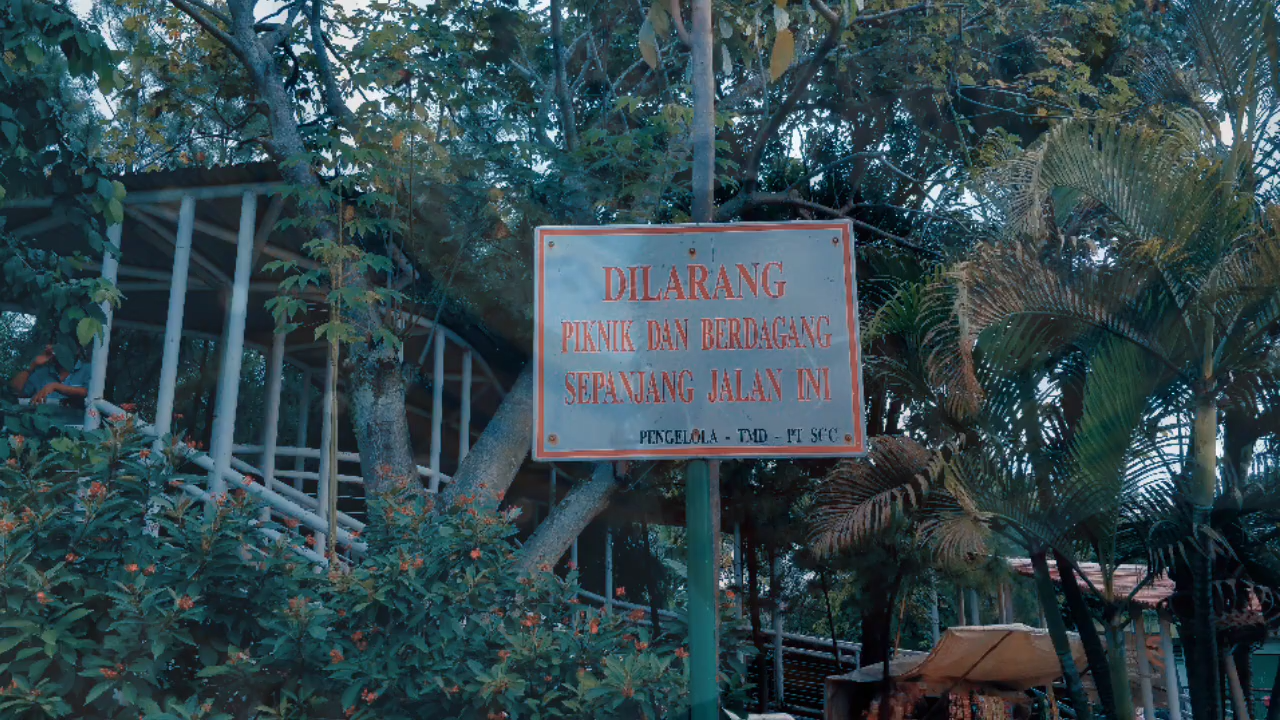 DILARANG
PIKNIK DAN BERDAGANG
SEPANJANG JALAN INI
PENGELOLA - TMD - PT SCC